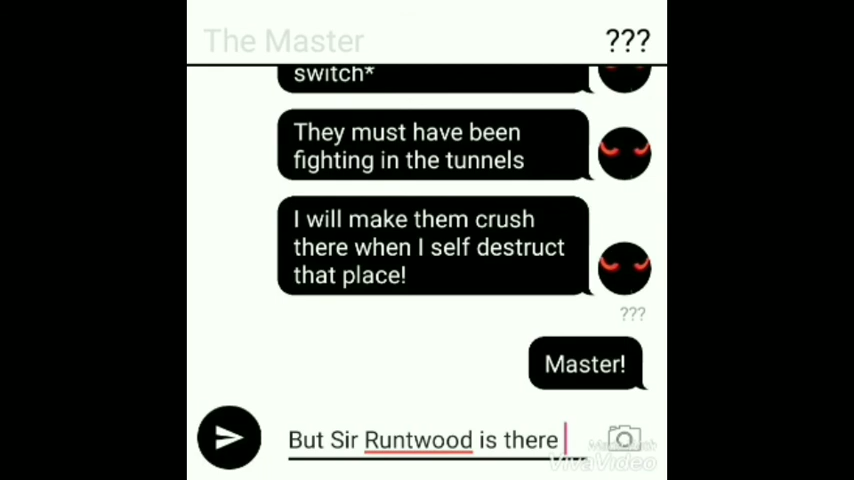 The Master
???
switch*
They must have been
fighting in the tunnels
I will make them crush
there when I self destruct
that place!
???
Master!
But Sir Runtwood is there
VivaVideo